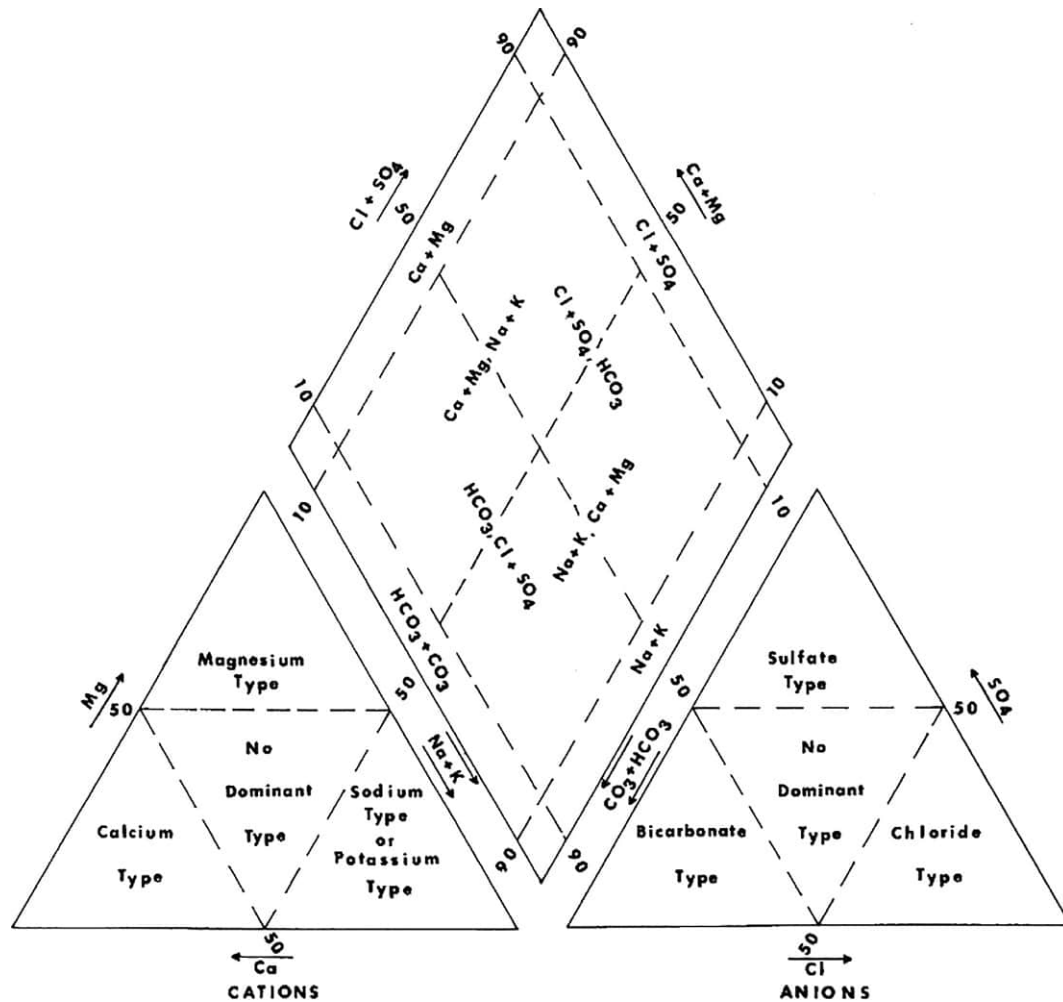 90
90
Cl+SO4
50
Ca+Mg
50
Ca+Mg
Cl+SO4
Ca+Mg, Na+K
Cl+SO4, HCO3
10
10
10
10
HCO3, Cl+SO4
Na+K, Ca+Mg
HCO3+CO3
Na+K
Mg
50
Magnesium
Type
50
Na+K
No
Dominant
Type
Calcium
Type
Sodium
Type
or
Potassium
Type
90
90
50
Ca
CATIONS
50
CO3+HCO3
Sulfate
Type
50
SO4
No
Dominant
Type
Bicarbonate
Type
Chloride
Type
50
Cl
ANIONS